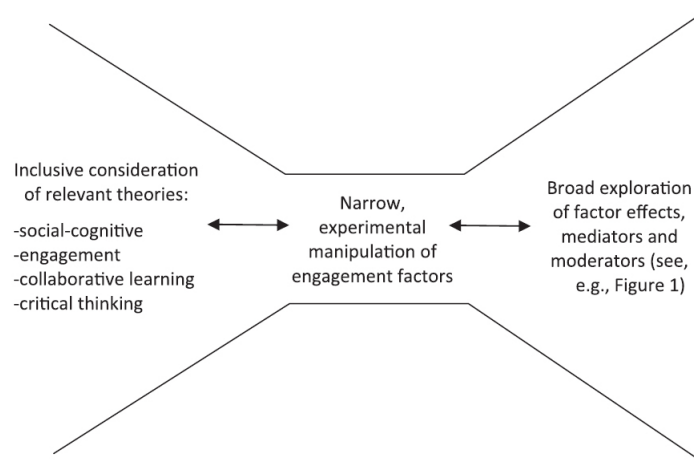 Inclusive consideration
of relevant theories:
-social-cognitive
-engagement
-collaborative learning
-critical thinking
Narrow,
experimental
manipulation of
engagement factors
Broad exploration
of factor effects,
mediators and
moderators (see,
e.g., Figure 1)